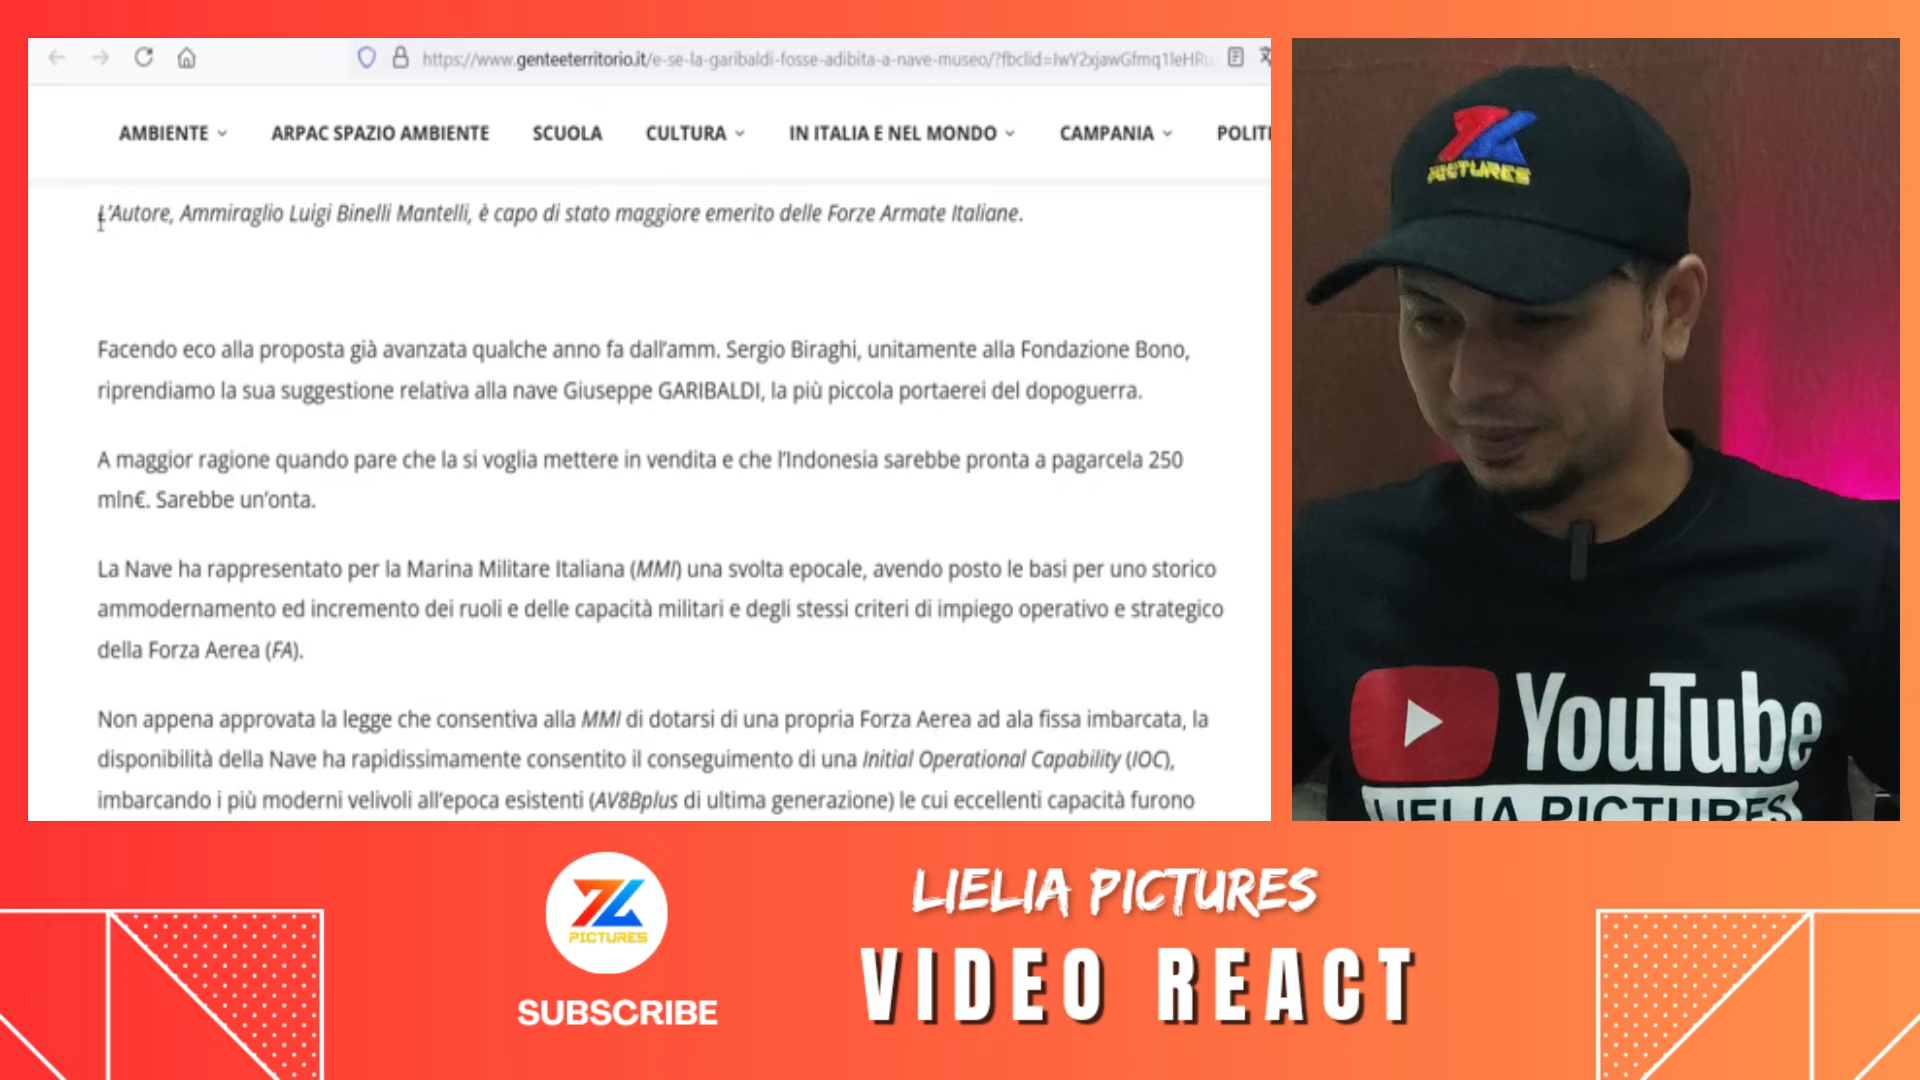 https://www.genteeterritorio.it/e-se-la-garibaldi-fosse-adibita-a-nave-museo/?fbclid=IwY2xjawGfmq1leHRu
AMBIENTE ARPAC SPAZIO AMBIENTE SCUOLA CULTURA IN ITALIA E NEL MONDO CAMPANIA POLITI
L'Autore, Ammiraglio Luigi Binelli Mantelli, è capo di stato maggiore emerito delle Forze Armate Italiane.
Facendo eco alla proposta già avanzata qualche anno fa dall'amm. Sergio Biraghi, unitamente alla Fondazione Bono,
riprendiamo la sua suggestione relativa alla nave Giuseppe GARIBALDI, la più piccola portaerei del dopoguerra.
A maggior ragione quando pare che la si voglia mettere in vendita e che l'Indonesia sarebbe pronta a pagarcela 250
mln€. Sarebbe un'onta.
La Nave ha rappresentato per la Marina Militare Italiana (MMI) una svolta epocale, avendo posto le basi per uno storico
ammodernamento ed incremento dei ruoli e delle capacità militari e degli stessi criteri di impiego operativo e strategico
della Forza Aerea (FA).
Non appena approvata la legge che consentiva alla MMI di dotarsi di una propria Forza Aerea ad ala fissa imbarcata, la
disponibilità della Nave ha rapidissimamente consentito il conseguimento di una Initial Operational Capability (IOC),
imbarcando i più moderni velivoli all'epoca esistenti (AV8Bplus di ultima generazione) le cui eccellenti capacità furono
PICTURES
YouTube
LIELIA PICTURES
PICTURES
SUBSCRIBE
LIELIA PICTURES
VIDEO REACT